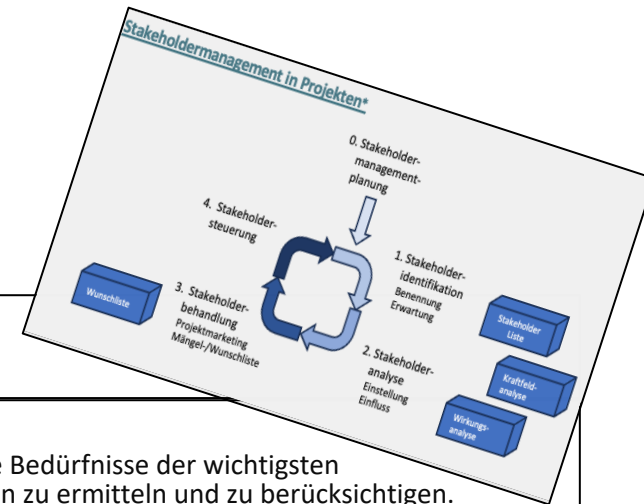 Stakeholdermanagement in Projekten*
0. Stakeholder-
management-
planung
4. Stakeholder-
steuerung
1. Stakeholder-
identifikation
Benennung
Erwartung
3. Stakeholder-
behandlung
Projektmarketing
Mängel-/Wunschliste
2. Stakeholder-
analyse
Einstellung
Einfluss
Wunschliste
Stakeholder
Liste
Kraftfeld-
analyse
Wirkungs-
analyse
Bedürfnisse der wichtigsten
zu ermitteln und zu berücksichtigen.